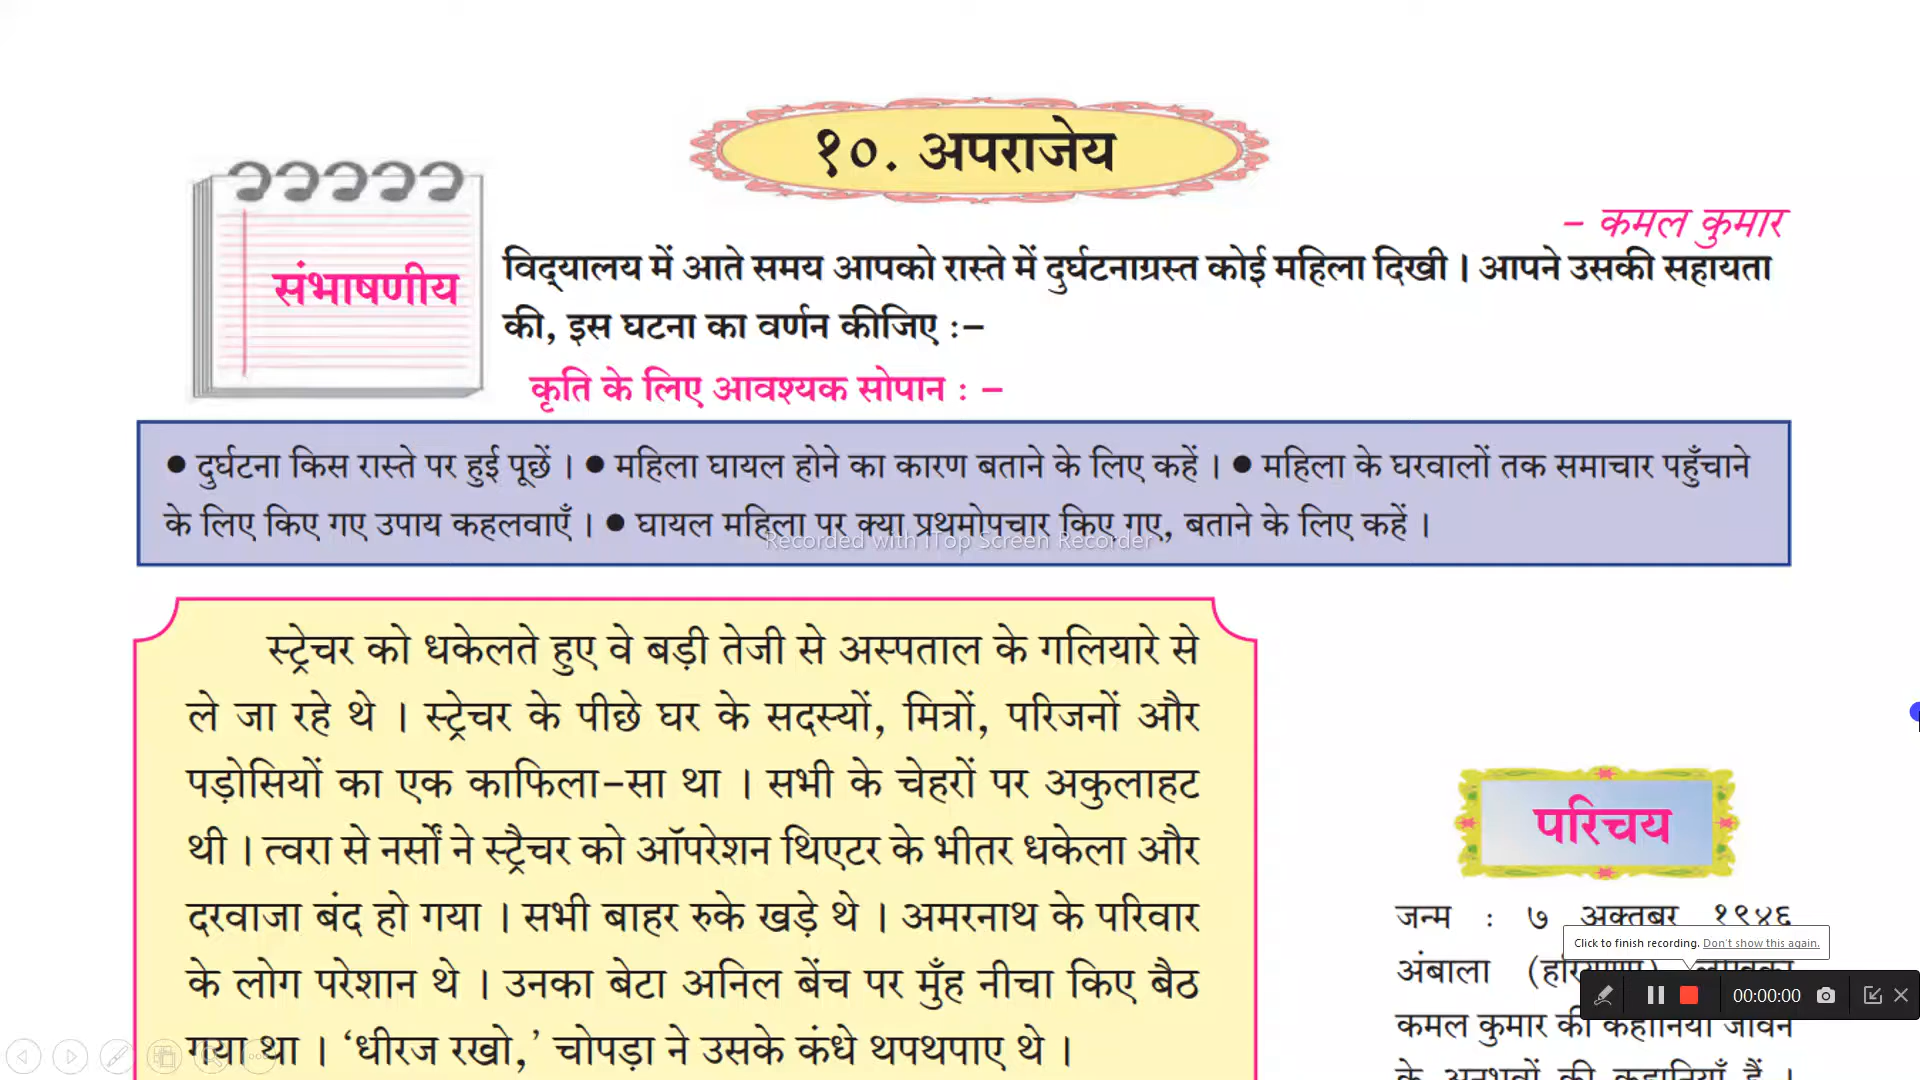 १०. अपराजेय
– कमल कुमार
संभाषणीय
विद्‌यालय में आते समय आपको रास्ते में दुर्घटनाग्रस्त कोई महिला दिखी । आपने उसकी सहायता
की, इस घटना का वर्णन कीजिए :–
कृति के लिए आवश्यक सोपान : –
● दुर्घटना किस रास्ते पर हुई पूछें । ● महिला घायल होने का कारण बताने के लिए कहें । ● महिला के घरवालों तक समाचार पहुँचाने
के लिए किए गए उपाय कहलवाएँ । ● घायल महिला पर क्या प्रथमोपचार किए गए, बताने के लिए कहें ।
Recorded with iTop Screen Recorder
स्ट्रेचर को धकेलते हुए वे बड़ी तेजी से अस्पताल के गलियारे से
ले जा रहे थे । स्ट्रेचर के पीछे घर के सदस्यों, मित्रों, परिजनों और
पड़ोसियों का एक काफिला-सा था । सभी के चेहरों पर अकुलाहट
थी । त्वरा से नर्सों ने स्ट्रैचर को ऑपरेशन थिएटर के भीतर धकेला और
दरवाजा बंद हो गया । सभी बाहर रुके खड़े थे । अमरनाथ के परिवार
के लोग परेशान थे । उनका बेटा अनिल बेंच पर मुँह नीचा किए बैठ
गया था । ‘धीरज रखो,’ चोपड़ा ने उसके कंधे थपथपाए थे ।
परिचय
जन्म : ७ अक्तूबर १९४६
अंबाला (हरियाणा)
कमल कुमार की कहानियाँ जीवन
के अनुभवों की कहानियाँ हैं ।
Click to finish recording. Don't show this again.
00:00:00